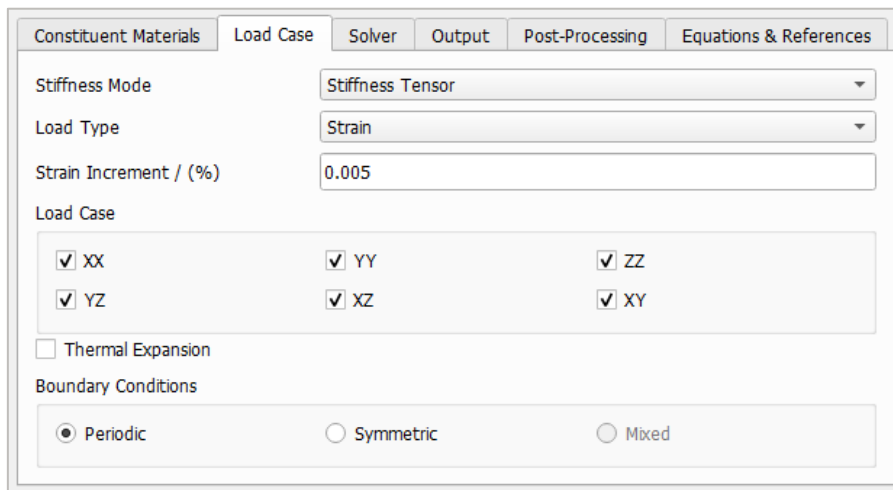 Constituent Materials Load Case Solver Output Post-Processing Equations & References
Stiffness Mode Stiffness Tensor
Load Type Strain
Strain Increment / (%) 0.005
Load Case
XX YY ZZ
YZ XZ XY
Thermal Expansion
Boundary Conditions
Periodic Symmetric Mixed